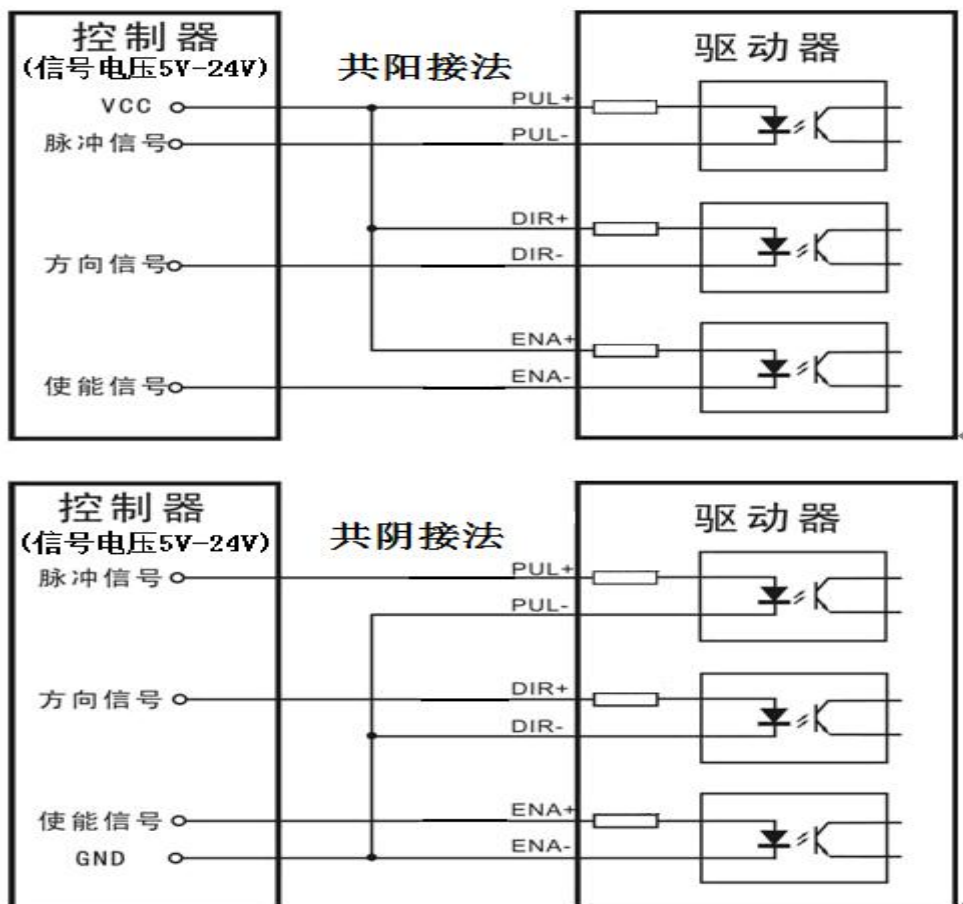 控制器
驱动器
(信号电压5V-24V)
共阳接法
VCC
PUL+
脉冲信号
PUL-
DIR+
方向信号
DIR-
ENA+
使能信号
ENA-
控制器
驱动器
(信号电压5V-24V)
共阴接法
脉冲信号
PUL+
PUL-
方向信号
DIR+
DIR-
使能信号
ENA+
GND
ENA-